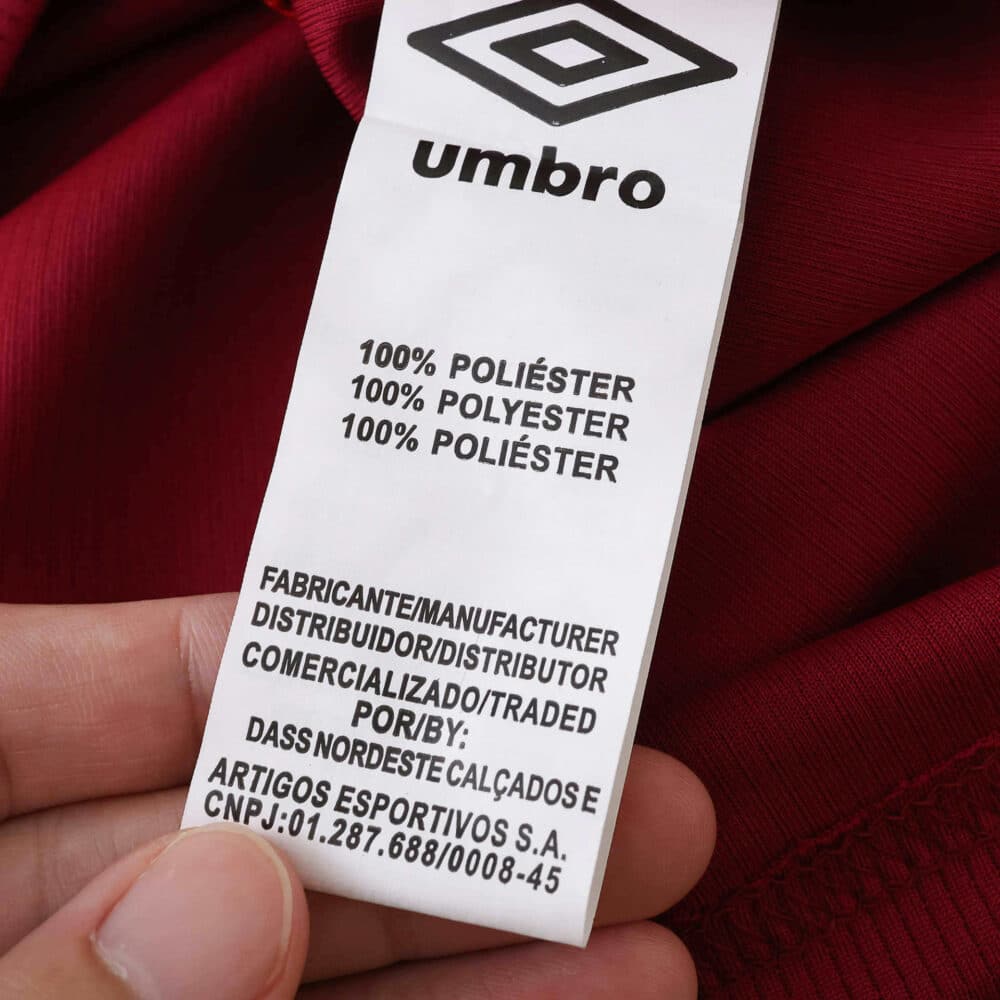 umbro
100% POLIÉSTER
100% POLYESTER
100% POLIÉSTER
FABRICANTE/MANUFACTURER
DISTRIBUIDOR/DISTRIBUTOR
COMERCIALIZADO/TRADED
POR/BY:
DASS NORDESTE CALÇADOS E
ARTIGOS ESPORTIVOS S.A.
CNPJ:01.287.688/0008-45